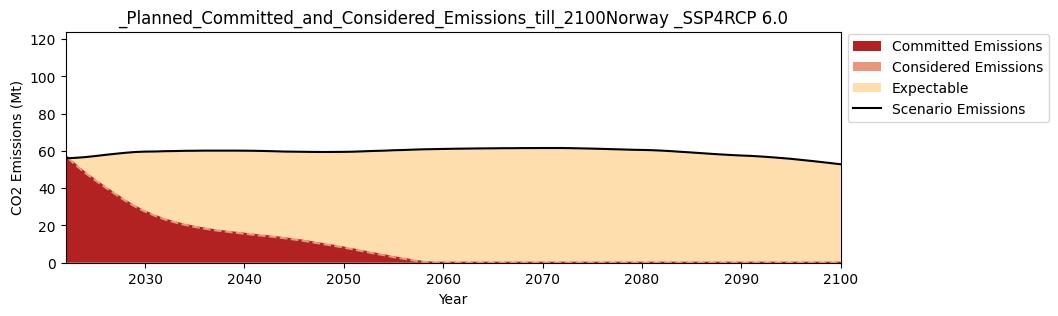 _Planned_Committed_and_Considered_Emissions_till_2100Norway _SSP4RCP 6.0
CO2 Emissions (Mt)
120
100
80
60
40
20
0
2030 2040 2050 2060 2070 2080 2090 2100
Year
Committed Emissions
Considered Emissions
Expectable
Scenario Emissions